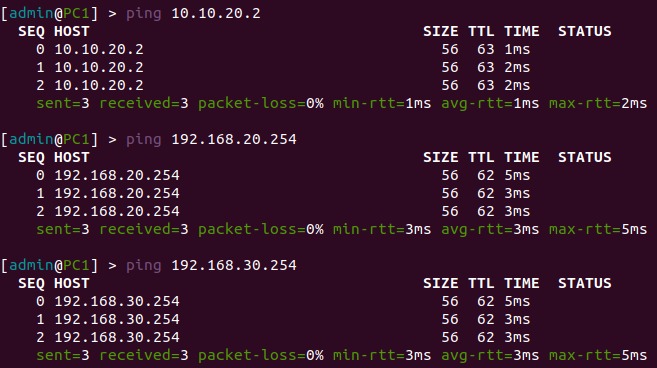 [admin@PC1] > ping 10.10.20.2
SEQ HOST SIZE TTL TIME STATUS
0 10.10.20.2 56 63 1ms
1 10.10.20.2 56 63 2ms
2 10.10.20.2 56 63 2ms
sent=3 received=3 packet-loss=0% min-rtt=1ms avg-rtt=1ms max-rtt=2ms
[admin@PC1] > ping 192.168.20.254
SEQ HOST SIZE TTL TIME STATUS
0 192.168.20.254 56 62 5ms
1 192.168.20.254 56 62 3ms
2 192.168.20.254 56 62 3ms
sent=3 received=3 packet-loss=0% min-rtt=3ms avg-rtt=3ms max-rtt=5ms
[admin@PC1] > ping 192.168.30.254
SEQ HOST SIZE TTL TIME STATUS
0 192.168.30.254 56 62 5ms
1 192.168.30.254 56 62 3ms
2 192.168.30.254 56 62 3ms
sent=3 received=3 packet-loss=0% min-rtt=3ms avg-rtt=3ms max-rtt=5ms